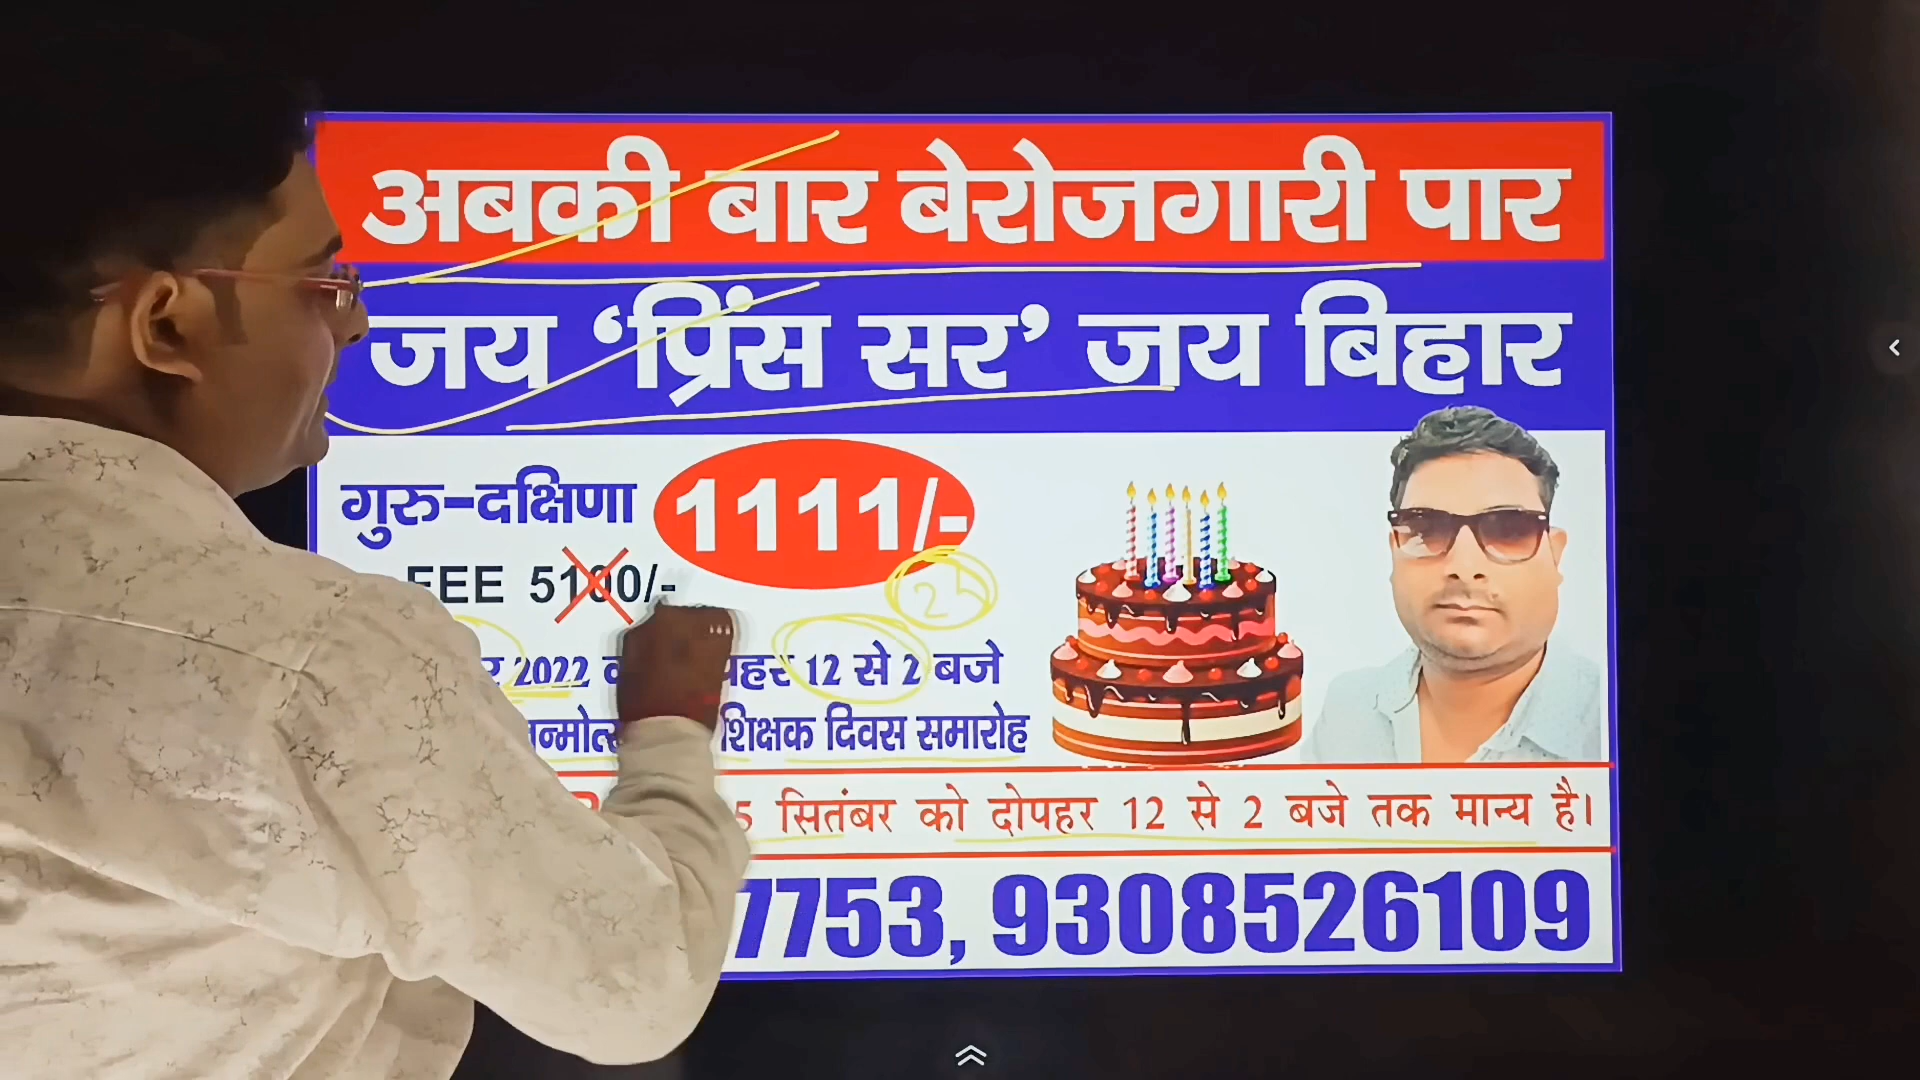 अबकी बार बेरोजगारी पार
जय ‘प्रिंस सर’ जय बिहार
गुरु-दक्षिणा 1111/-
FEE 5100/-
25
2022 12 से 2 बजे
शिक्षक दिवस समारोह
5 सितंबर को दोपहर 12 से 2 बजे तक मान्य है।
7753, 9308526109